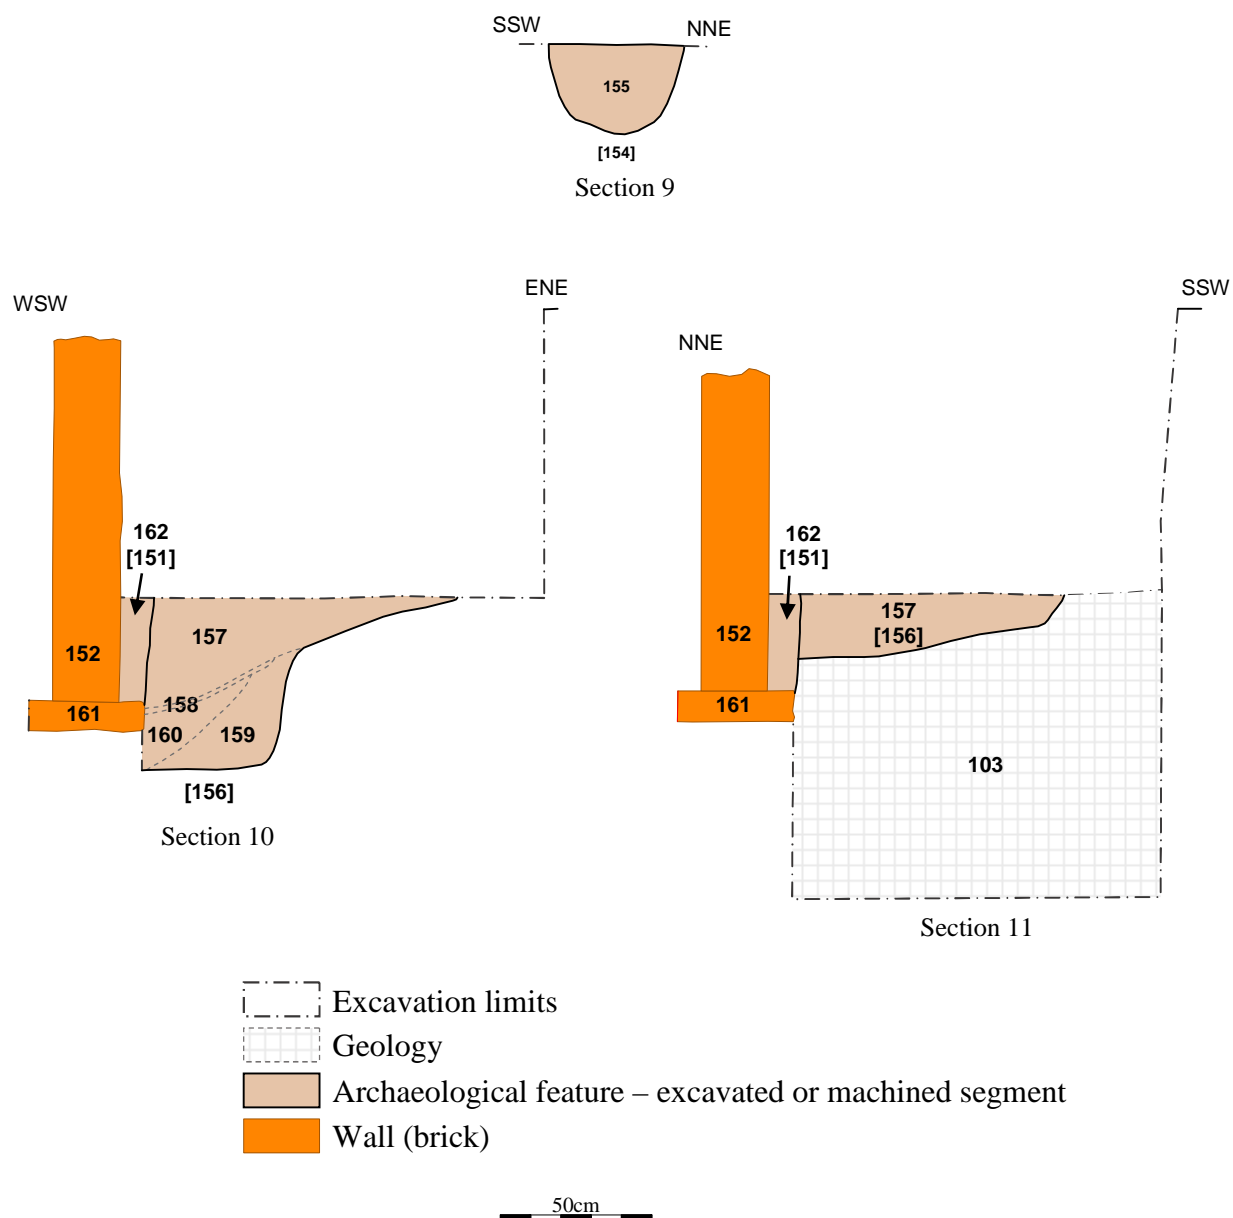 SSW NNE
155
[154]
Section 9
WSW ENE
162
[151]
157
152
158
161
160 159
[156]
Section 10
NNE SSW
162
[151]
157
[156]
152
161
103
Section 11
Excavation limits
Geology
Archaeological feature – excavated or machined segment
Wall (brick)
50cm